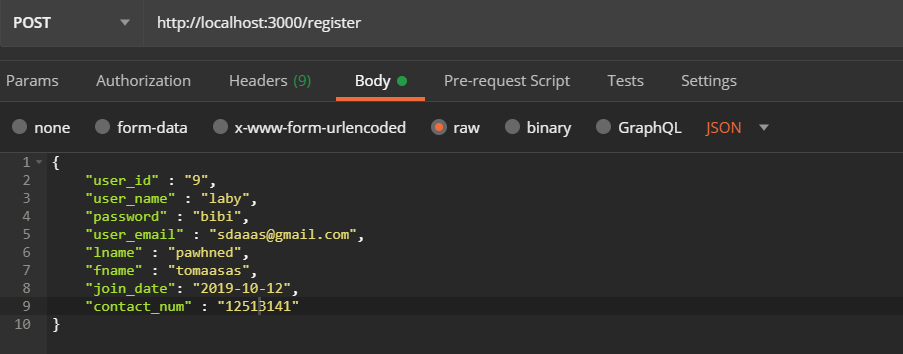 POST http://localhost:3000/register
Params Authorization Headers (9) Body Pre-request Script Tests Settings
none form-data x-www-form-urlencoded raw binary GraphQL JSON
1 {
2 "user_id" : "9",
3 "user_name" : "laby",
4 "password" : "bibi",
5 "user_email" : "sdaaas@gmail.com",
6 "lname" : "pawhned",
7 "fname" : "tomaasas",
8 "join_date": "2019-10-12",
9 "contact_num" : "12513141"
10 }